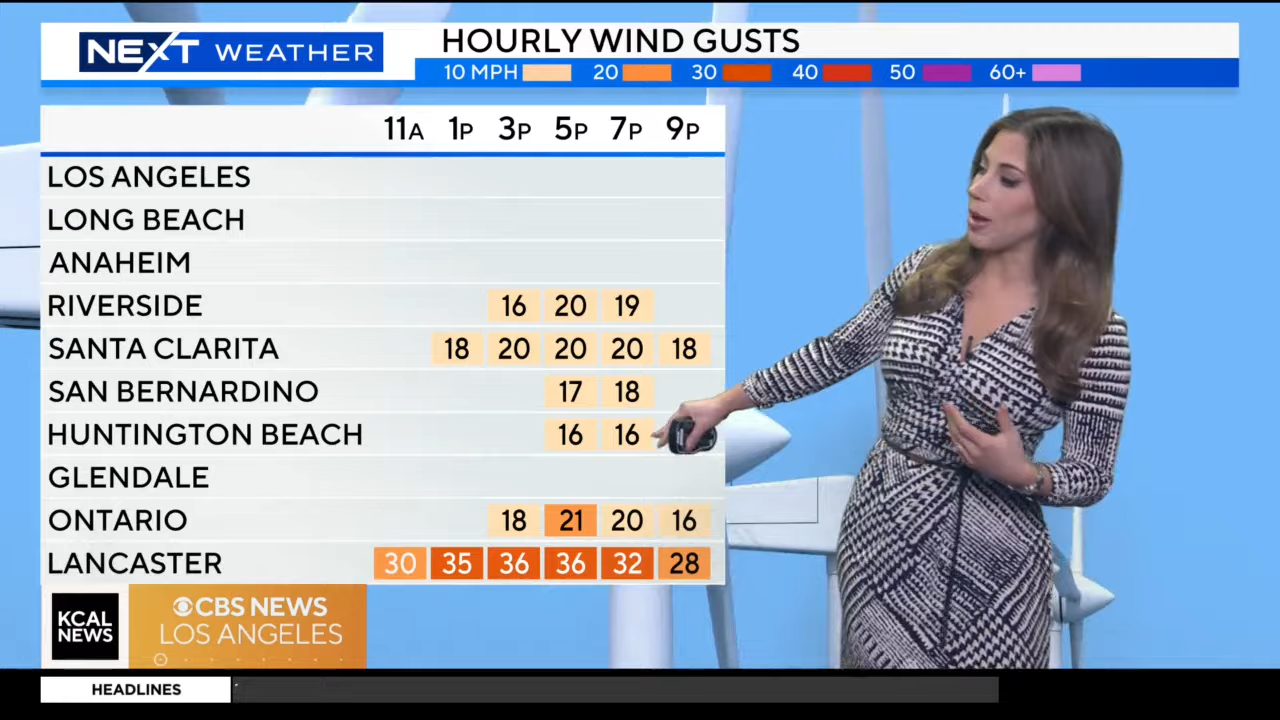 NEXT WEATHER
HOURLY WIND GUSTS
10 MPH 20 30 40 50 60+
11A 1P 3P 5P 7P 9P
LOS ANGELES
LONG BEACH
ANAHEIM
RIVERSIDE 16 20 19
SANTA CLARITA 18 20 20 20 18
SAN BERNARDINO 17 18
HUNTINGTON BEACH 16 16
GLENDALE
ONTARIO 18 21 20 16
LANCASTER 30 35 36 36 32 28
KCAL NEWS
CBS NEWS
LOS ANGELES
HEADLINES